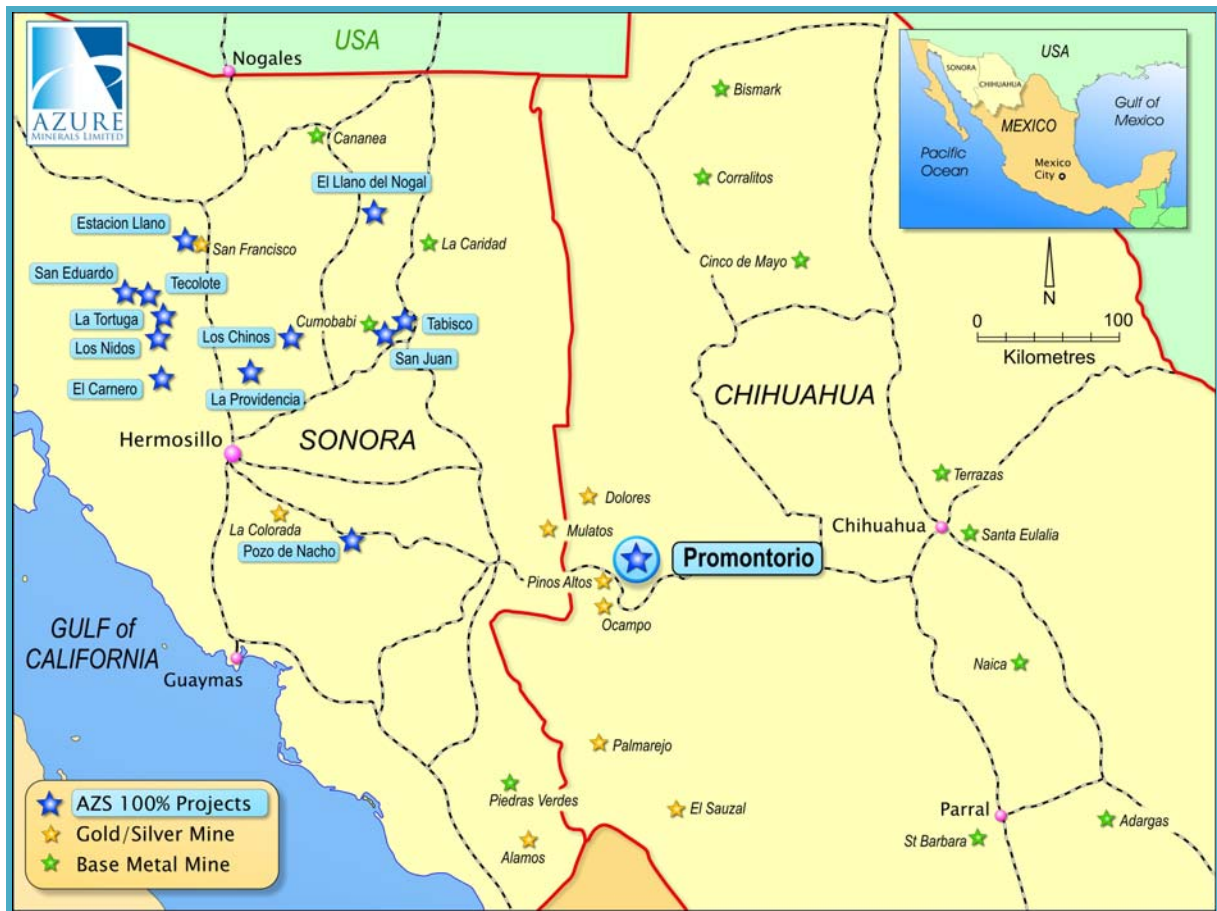 AZURE
MINERALS LIMITED
USA
Nogales
Cananea
El Llano del Nogal
Estacion Llano
San Francisco
La Caridad
San Eduardo
Tecolote
La Tortuga
Los Nidos
Los Chinos
Cumobabi
Tabisco
San Juan
El Carnero
La Providencia
Hermosillo
SONORA
La Colorada
Pozo de Nacho
GULF of
CALIFORNIA
Guaymas
Bismark
Corralitos
Cinco de Mayo
CHIHUAHUA
Dolores
Mulatos
Promontorio
Pinos Altos
Ocampo
Terrazas
Chihuahua
Santa Eulalia
Naica
Palmarejo
Piedras Verdes
El Sauzal
Alamos
Parral
St Barbara
Adargas
USA
SONORA
CHIHUAHUA
MEXICO
Gulf of
Mexico
Pacific
Ocean
Mexico
City
N
0 100
Kilometres
AZS 100% Projects
Gold/Silver Mine
Base Metal Mine